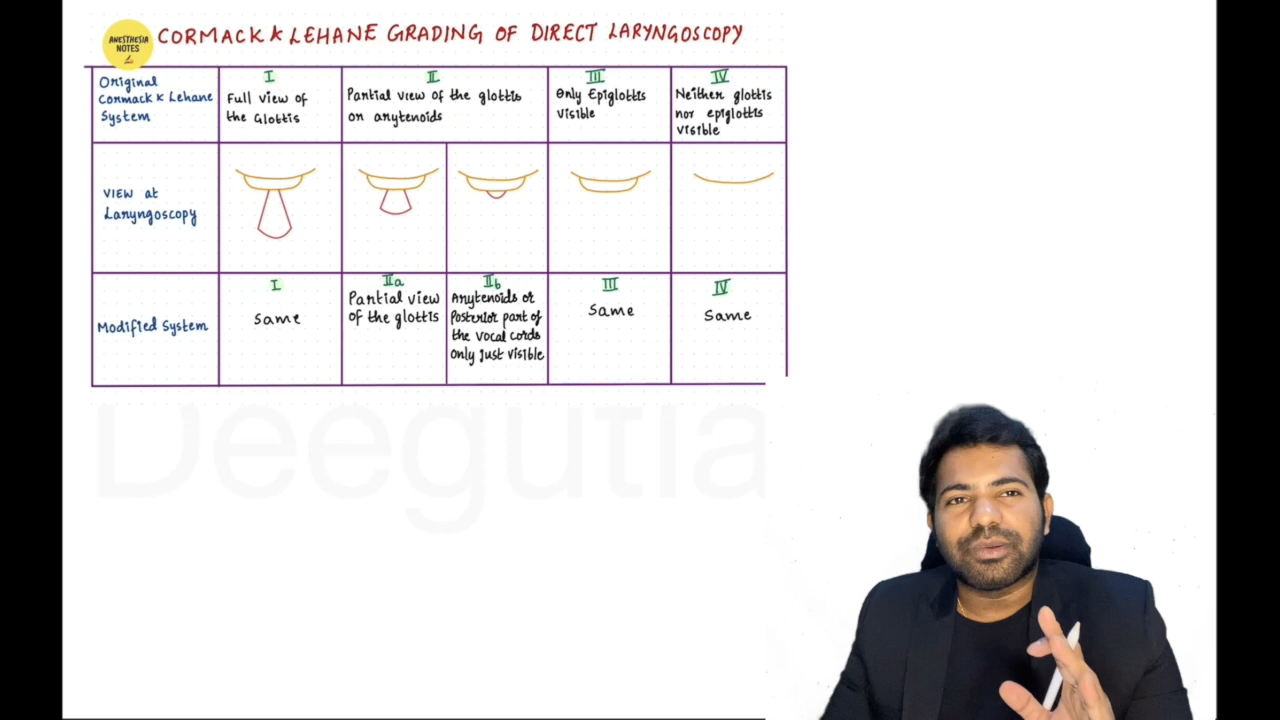 ANESTHESIA
NOTES
CORMACK & LEHANE GRADING OF DIRECT LARYNGOSCOPY
Original
Cormack & Lehane
System
I
Full view of
the Glottis
II
Partial view of the glottis
or arytenoids
III
Only Epiglottis
Visible
IV
Neither glottis
nor epiglottis
visible
VIEW at
Laryngoscopy
Modified System
I
Same
IIa
Partial view
of the glottis
IIb
Arytenoids or
Posterior part of
the vocal cords
only just visible
III
Same
IV
Same
Deegutla